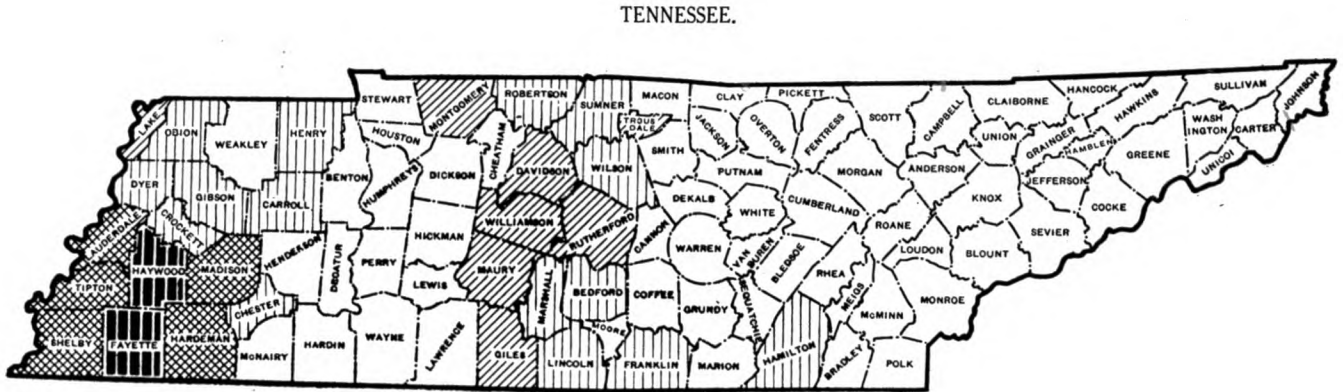 TENNESSEE.
LAKE
OBION
WEAKLEY
HENRY
STEWART
MONTGOMERY
ROBERTSON
SUMNER
TROUS
DALE
MACON
CLAY
PICKETT
SCOTT
CAMPBELL
CLAIBORNE
HANCOCK
HAWKINS
SULLIVAN
JOHNSON
HOUSTON
CHEATHAM
JACKSON
OVERTON
FENTRESS
UNION
GRAINGER
HAMBLEN
GREENE
WASH
INGTON
CARTER
UNICOI
DYER
GIBSON
CARROLL
BENTON
HUMPHREYS
DICKSON
DAVIDSON
WILSON
SMITH
PUTNAM
MORGAN
ANDERSON
KNOX
JEFFERSON
COCKE
LAUDERDALE
CROCKETT
WILLIAMSON
RUTHERFORD
CANNON
DEKALB
WHITE
CUMBERLAND
ROANE
LOUDON
BLOUNT
SEVIER
TIPTON
HAYWOOD
MADISON
HENDERSON
DECATUR
PERRY
HICKMAN
LEWIS
MAURY
MARSHALL
BEDFORD
COFFEE
WARREN
VAN
BUREN
BLEDSOE
RHEA
MEIGS
MONROE
SHELBY
FAYETTE
HARDEMAN
CHESTER
MCNAIRY
HARDIN
WAYNE
LAWRENCE
GILES
LINCOLN
MOORE
FRANKLIN
GRUNDY
MARION
SEQUATCHIE
HAMILTON
BRADLEY
MCMINN
POLK